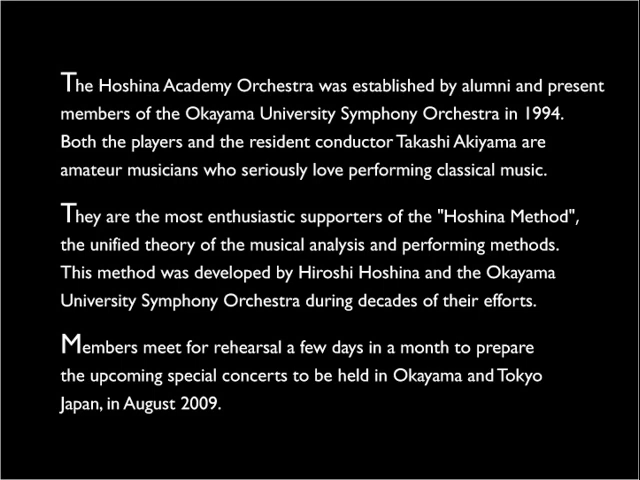 The Hoshina Academy Orchestra was established by alumni and present
members of the Okayama University Symphony Orchestra in 1994.
Both the players and the resident conductor Takashi Akiyama are
amateur musicians who seriously love performing classical music.
They are the most enthusiastic supporters of the "Hoshina Method",
the unified theory of the musical analysis and performing methods.
This method was developed by Hiroshi Hoshina and the Okayama
University Symphony Orchestra during decades of their efforts.
Members meet for rehearsal a few days in a month to prepare
the upcoming special concerts to be held in Okayama and Tokyo
Japan, in August 2009.